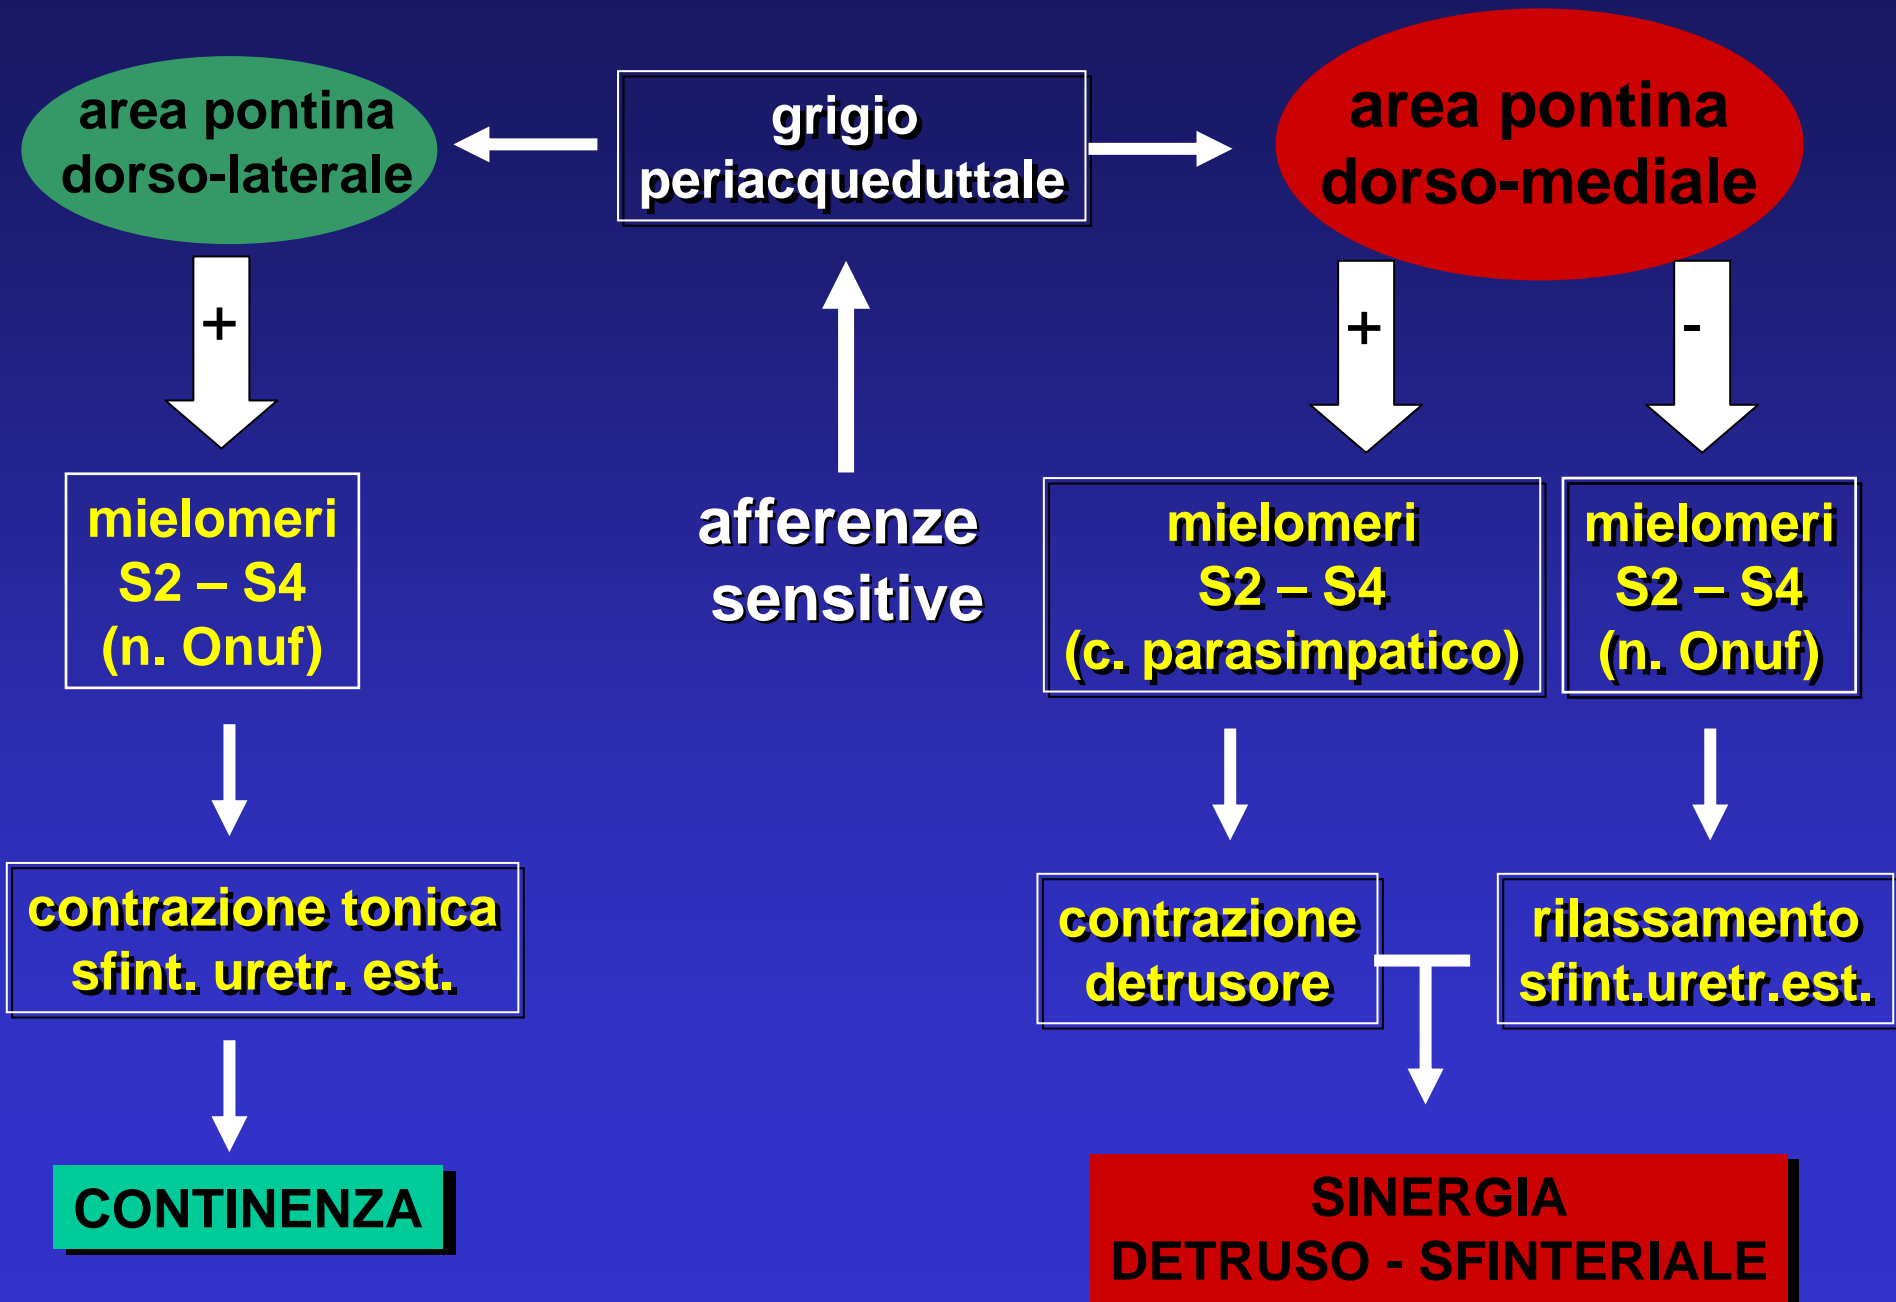 area pontina
dorso-laterale
grigio
periacqueduttale
area pontina
dorso-mediale
+
+
-
mielomeri
S2 – S4
(n. Onuf)
afferenze
sensitive
mielomeri
S2 – S4
(c. parasimpatico)
mielomeri
S2 – S4
(n. Onuf)
contrazione tonica
sfint. uretr. est.
contrazione
detrusore
rilassamento
sfint.uretr.est.
CONTINENZA
SINERGIA
DETRUSO - SFINTERIALE